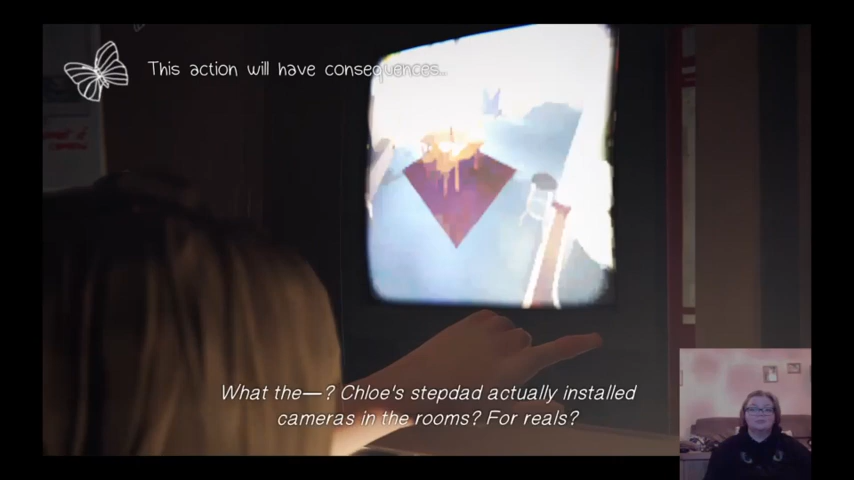 This action will have consequences...
What the—? Chloe's stepdad actually installed
cameras in the rooms? For reals?